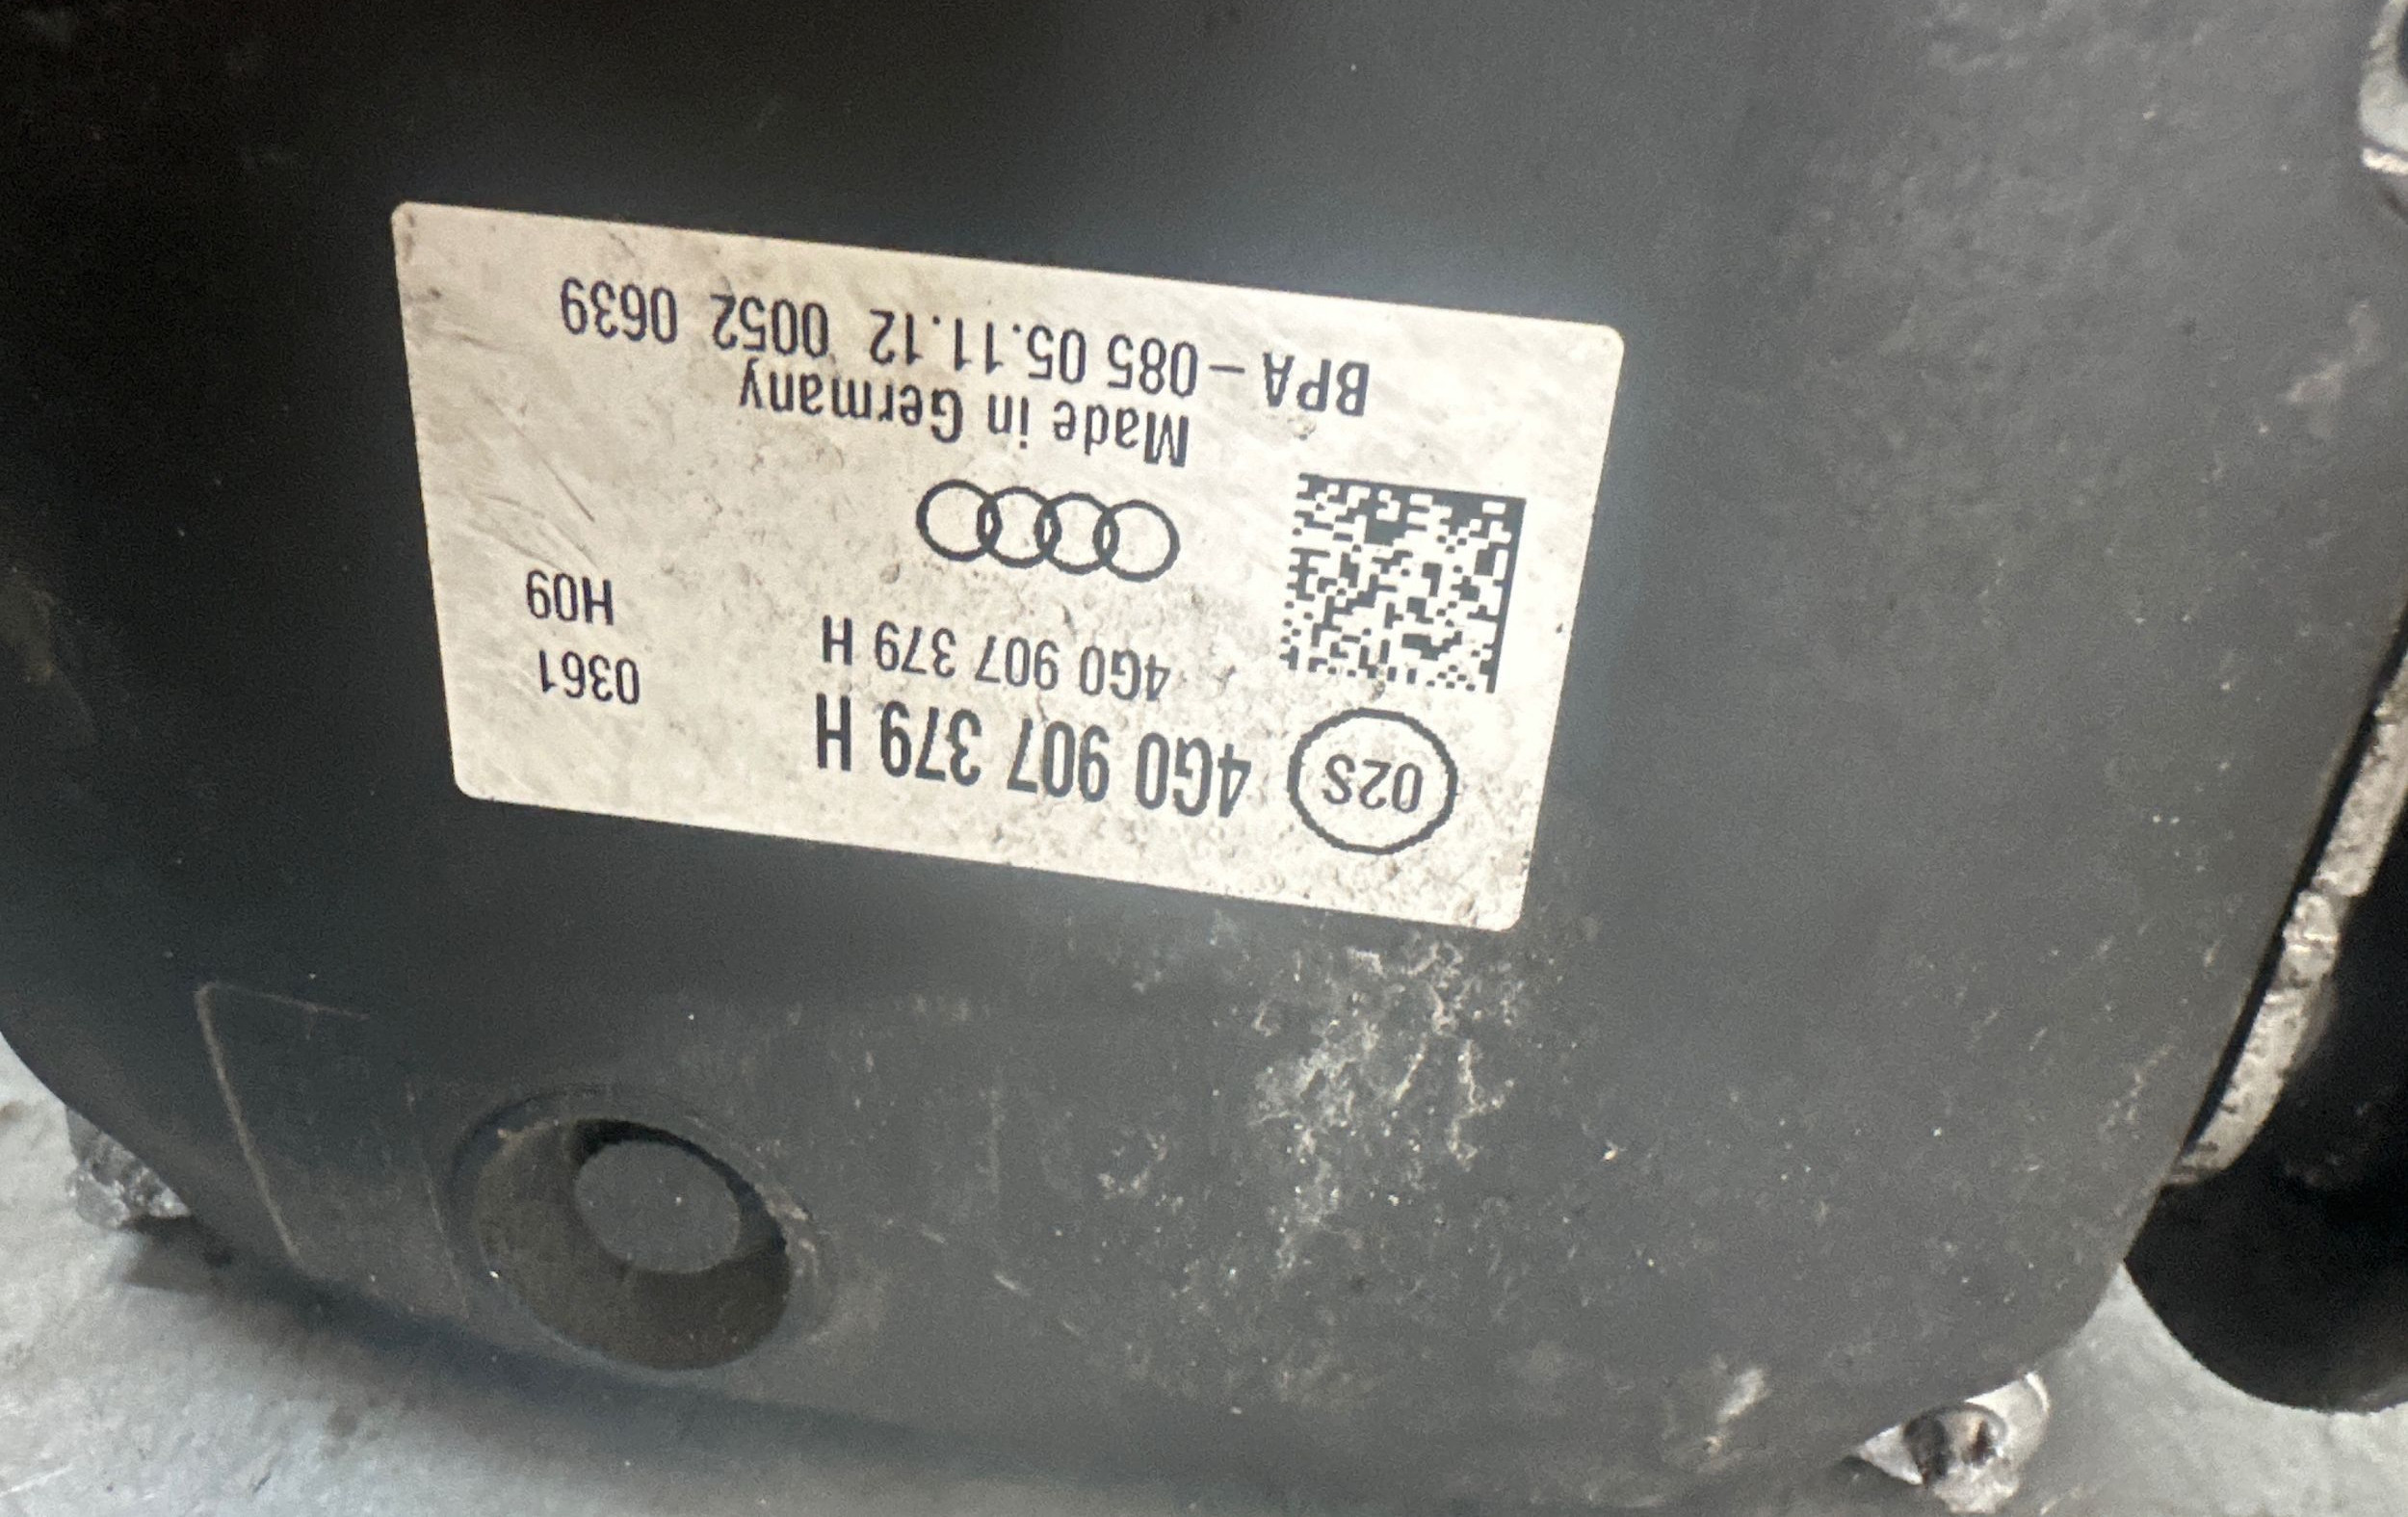 02S 4G0 907 379 H
4G0 907 379 H
0361
H09
Made in Germany
BPA - 085 05.11.12 0052 0639